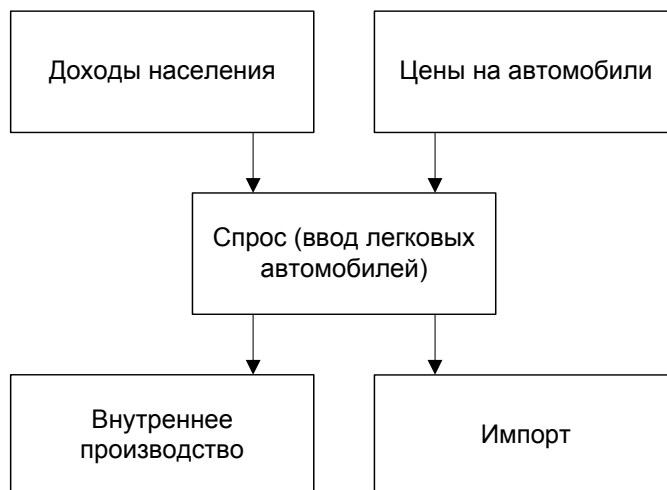 Доходы населения
Цены на автомобили
Спрос (ввод легковых
автомобилей)
Внутреннее
производство
Импорт